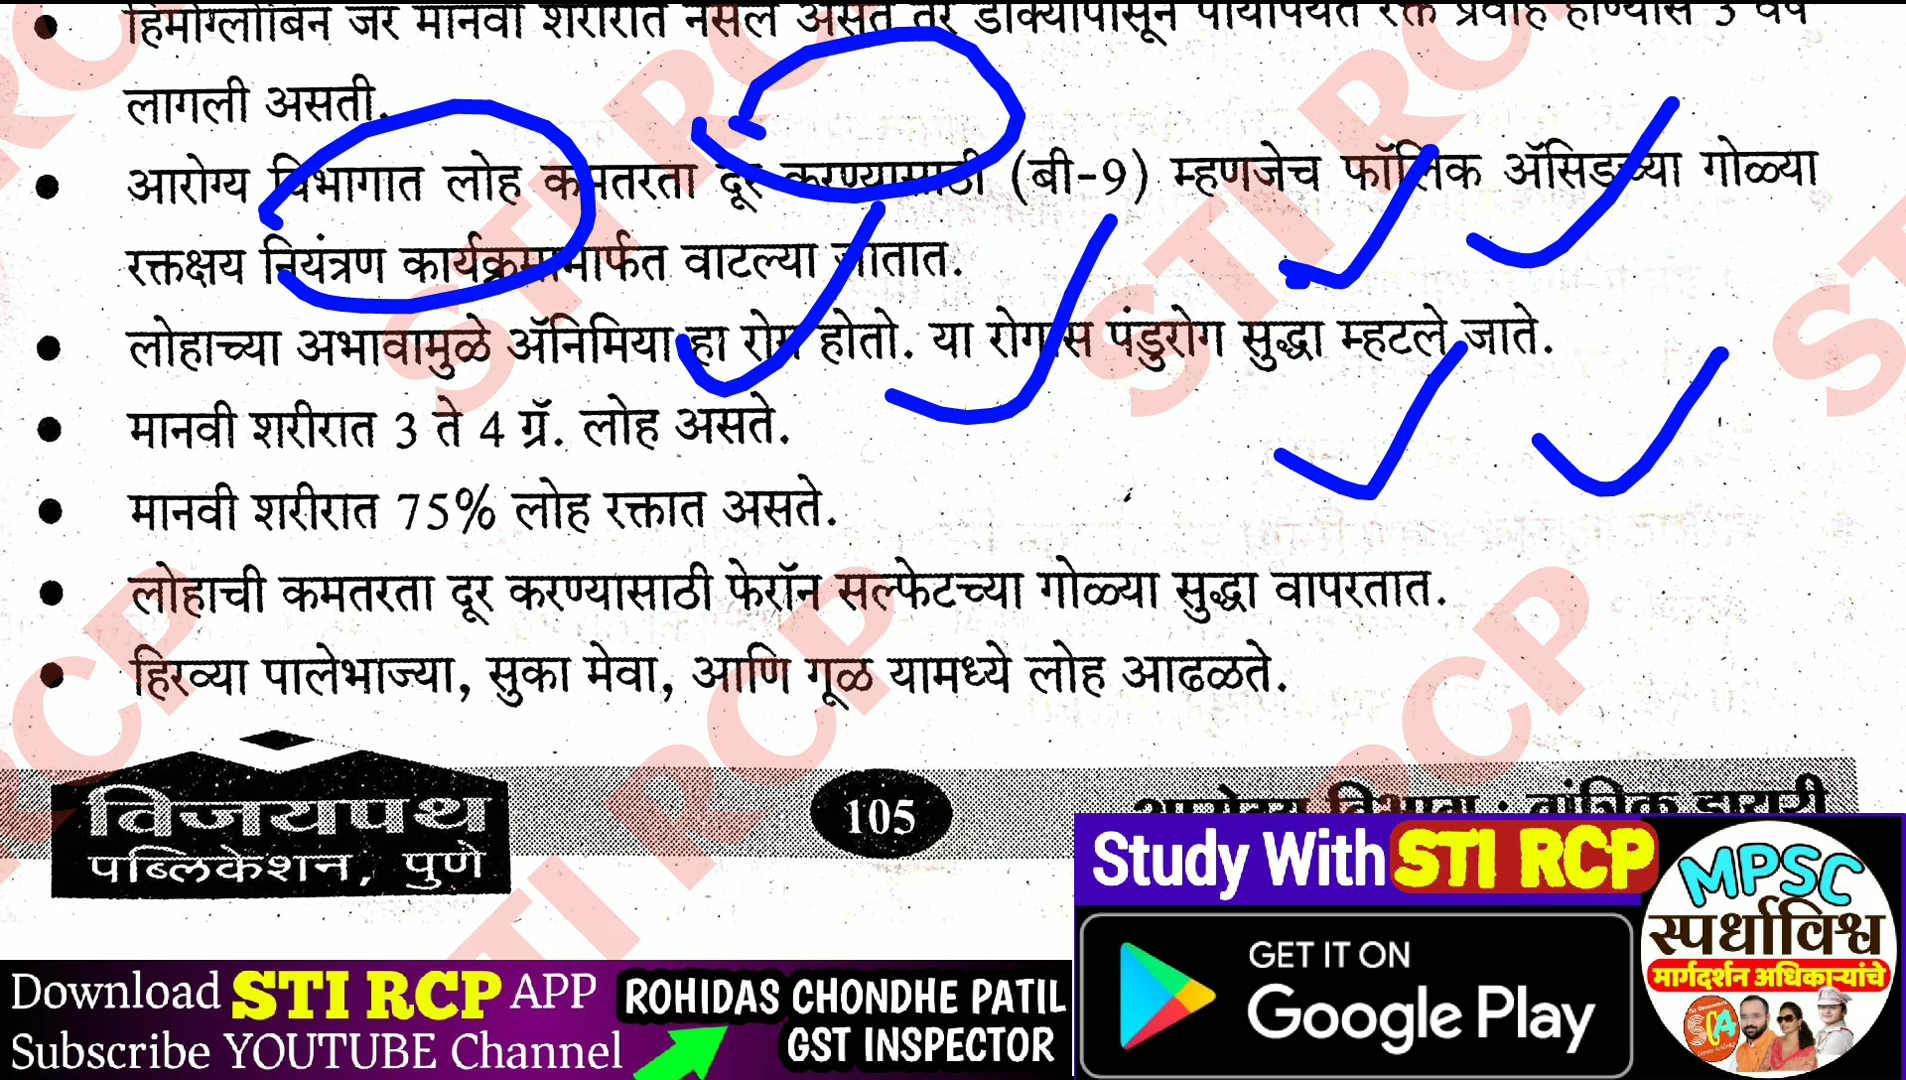 हिमोग्लोबिन जर मानवी शरीरात नसेल असते तर डोक्यापासून पायापर्यंत रक्त प्रवाह होण्यास 3 वर्षे
लागली असती.
आरोग्य विभागात लोह कमतरता दूर करण्यासाठी (बी-9) म्हणजेच फॉलिक ॲसिडच्या गोळ्या
रक्तक्षय नियंत्रण कार्यक्रमामार्फत वाटल्या जातात.
लोहाच्या अभावामुळे ॲनिमिया हा रोग होतो. या रोगास पंडुरोग सुद्धा म्हटले जाते.
मानवी शरीरात 3 ते 4 ग्रॅ. लोह असते.
मानवी शरीरात 75% लोह रक्तात असते.
लोहाची कमतरता दूर करण्यासाठी फेरॉन सल्फेटच्या गोळ्या सुद्धा वापरतात.
हिरव्या पालेभाज्या, सुका मेवा, आणि गूळ यामध्ये लोह आढळते.
विजयपथ
पब्लिकेशन, पुणे
105
आरोग्य विभाग : तांत्रिक डायरी
Study With STI RCP
GET IT ON
Google Play
MPSC
स्पर्धाविश्व
मार्गदर्शन अधिकाऱ्यांचे
Download STI RCP APP
Subscribe YOUTUBE Channel
ROHIDAS CHONDHE PATIL
GST INSPECTOR
STI RCP